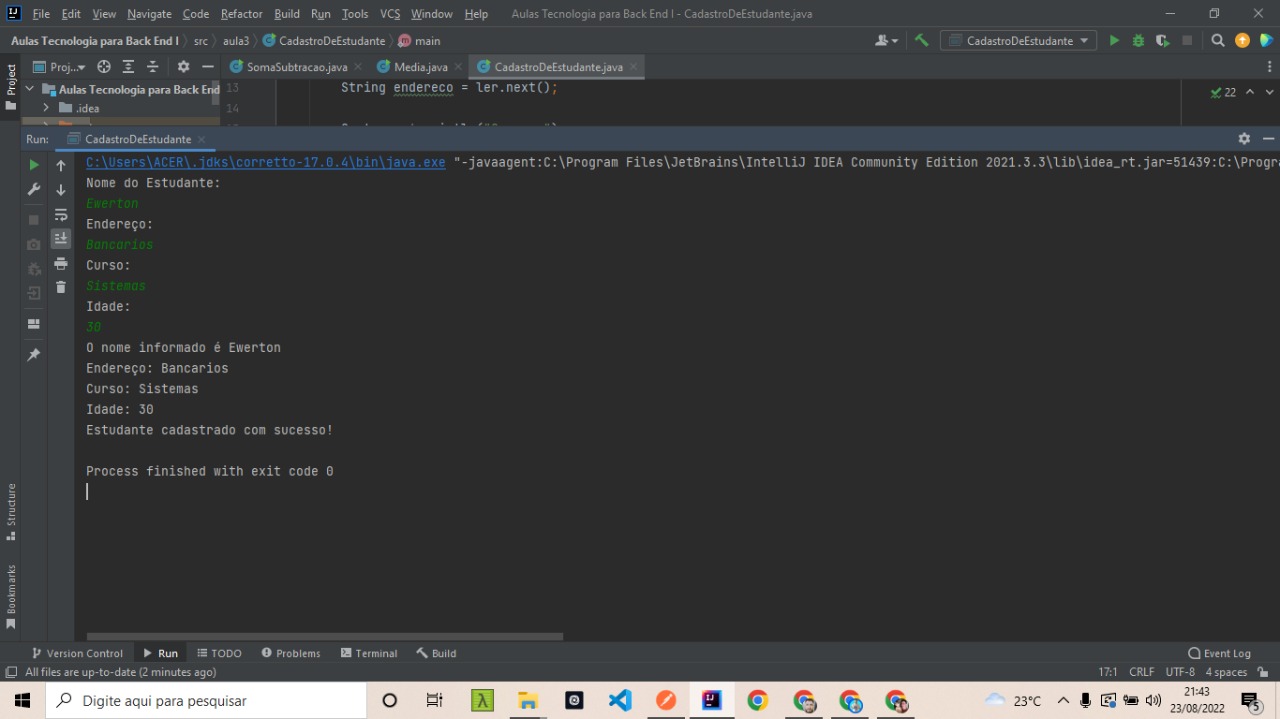 File Edit View Navigate Code Refactor Build Run Tools VCS Window Help Aulas Tecnologia para Back End I - CadastroDeEstudante.java
Aulas Tecnologia para Back End I src aula3 CadastroDeEstudante main CadastroDeEstudante
Project Proj... SomaSubtracao.java Media.java CadastroDeEstudante.java
Aulas Tecnologia para Back End 13 String endereco = ler.next(); 22
.idea 14
Run: CadastroDeEstudante
C:\Users\ACER\.jdks\corretto-17.0.4\bin\java.exe "-javaagent:C:\Program Files\JetBrains\IntelliJ IDEA Community Edition 2021.3.3\lib\idea_rt.jar=51439:C:\Progra
Nome do Estudante:
Ewerton
Endereço:
Bancarios
Curso:
Sistemas
Idade:
30
O nome informado é Ewerton
Endereço: Bancarios
Curso: Sistemas
Idade: 30
Estudante cadastrado com sucesso!
Process finished with exit code 0
Structure
Bookmarks
Version Control Run TODO Problems Terminal Build Event Log
All files are up-to-date (2 minutes ago) 17:1 CRLF UTF-8 4 spaces
Digite aqui para pesquisar 23°C 21:43
23/08/2022 5